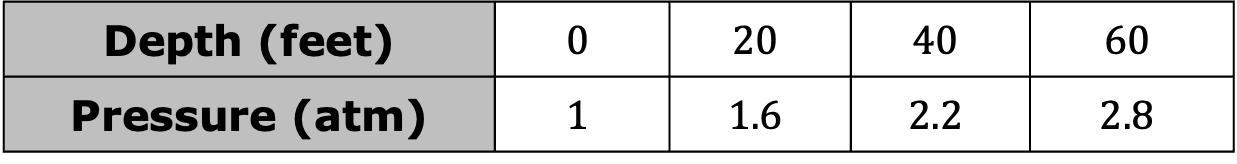 Depth (feet) 0 20 40 60
Pressure (atm) 1 1.6 2.2 2.8